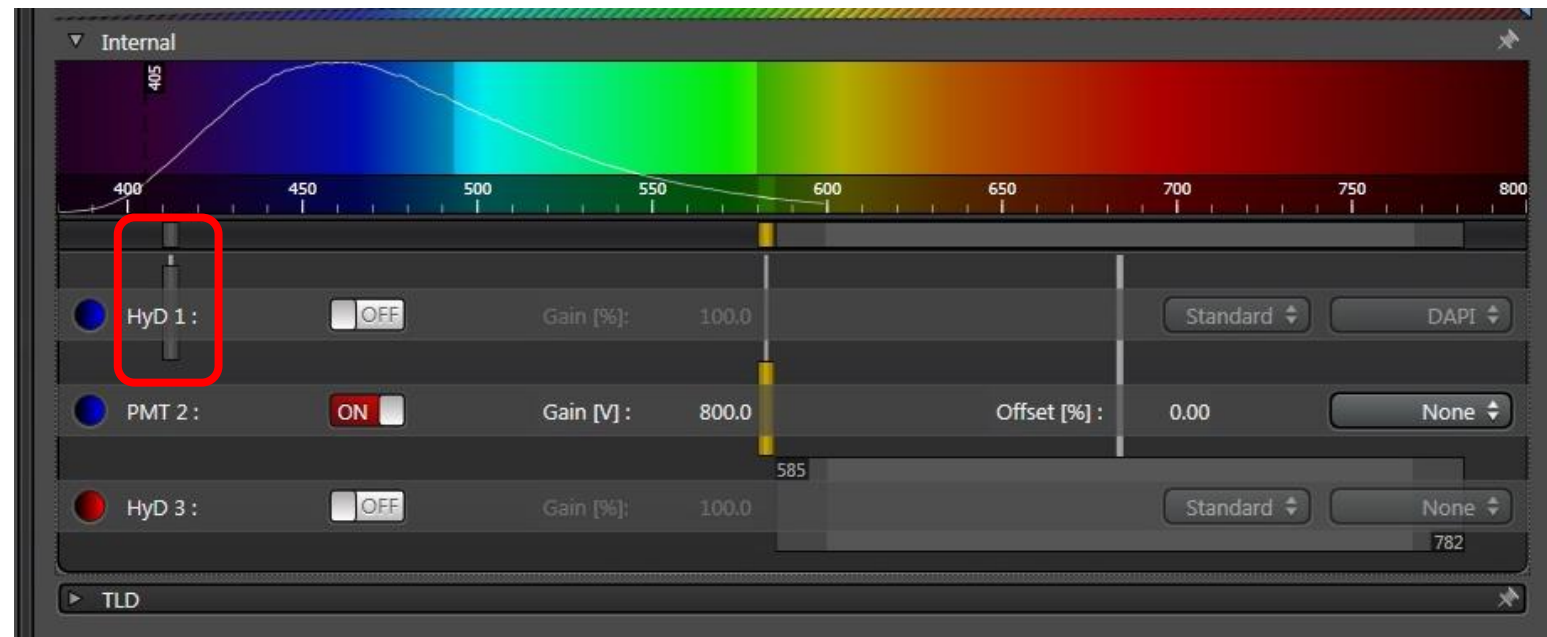 Internal
405
400 450 500 550 600 650 700 750 800
HyD 1 : OFF Gain [%]: 100.0 Standard DAPI
PMT 2 : ON Gain [V] : 800.0 Offset [%] : 0.00 None
585
HyD 3 : OFF Gain [%]: 100.0 Standard None
782
TLD